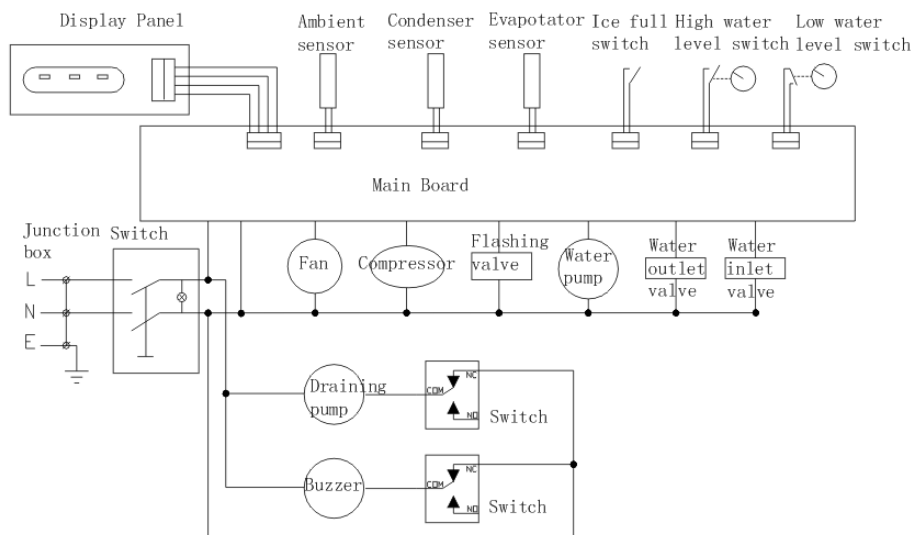 Display Panel
Ambient sensor
Condenser sensor
Evapotator sensor
Ice full switch
High water level switch
Low water level switch
Main Board
Junction box
Switch
L
N
E
Fan
Compressor
Flashing valve
Water pump
Water outlet valve
Water inlet valve
Draining pump
COM
NC
NO
Switch
Buzzer
COM
NC
NO
Switch